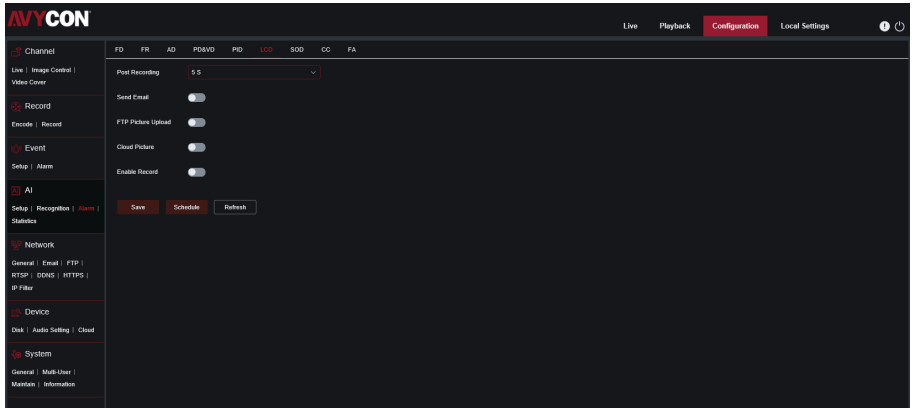 AVYCON
Live Playback Configuration Local Settings
Channel
Live | Image Control |
Video Cover
Record
Encode | Record
Event
Setup | Alarm
AI
Setup | Recognition | Alarm |
Statistics
Network
General | Email | FTP |
RTSP | DDNS | HTTPS |
IP Filter
Device
Disk | Audio Setting | Cloud
System
General | Multi-User |
Maintain | Information
FD FR AD PD&VD PID LCD SOD CC FA
Post Recording 5 S
Send Email
FTP Picture Upload
Cloud Picture
Enable Record
Save Schedule Refresh